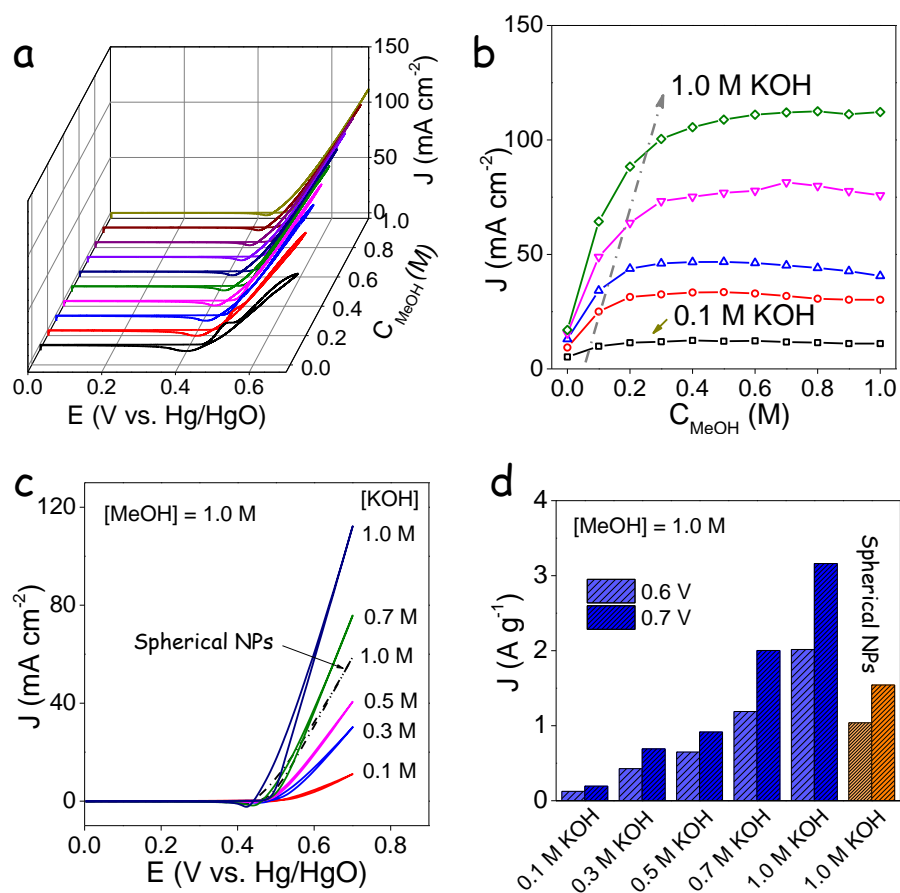 a
150
100
50
0
J (mA cm-2)
1.0
0.8
0.6
0.4
0.2
0.0
C MeOH (M)
0.0 0.2 0.4 0.6
E (V vs. Hg/HgO)
b
150
100
50
0
J (mA cm-2)
1.0 M KOH
0.1 M KOH
0.0 0.2 0.4 0.6 0.8 1.0
C MeOH (M)
c
120
80
40
0
J (mA cm-2)
[MeOH] = 1.0 M
[KOH]
1.0 M
0.7 M
Spherical NPs
1.0 M
0.5 M
0.3 M
0.1 M
0.0 0.2 0.4 0.6 0.8
E (V vs. Hg/HgO)
d
4
3
2
1
0
J (A g-1)
[MeOH] = 1.0 M
0.6 V
0.7 V
Spherical NPs
0.1 M KOH
0.3 M KOH
0.5 M KOH
0.7 M KOH
1.0 M KOH
1.0 M KOH